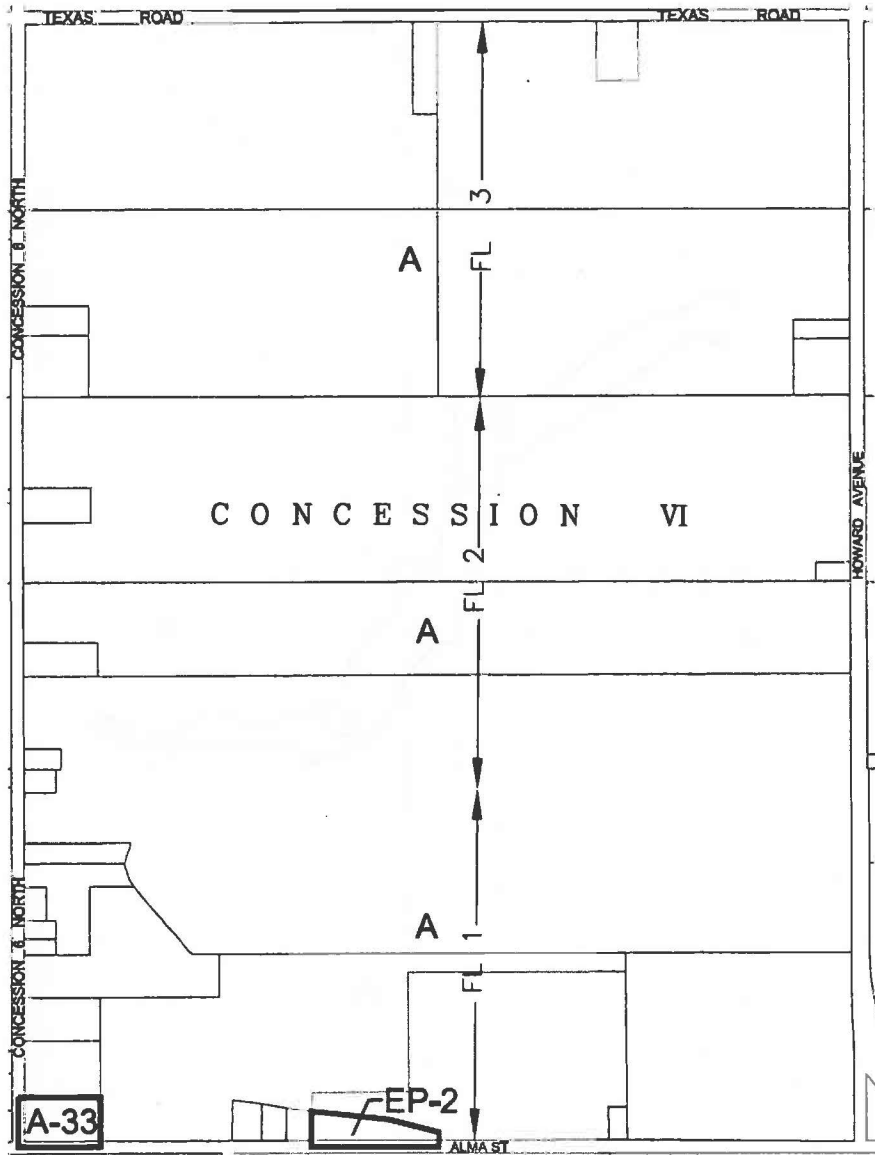 TEXAS ROAD
TEXAS ROAD
CONCESSION 6 NORTH
3
FL
A
CONCESSION VI
HOWARD AVENUE
2
FL
A
A
1
FL
CONCESSION 6 NORTH
A-33
EP-2
ALMA ST